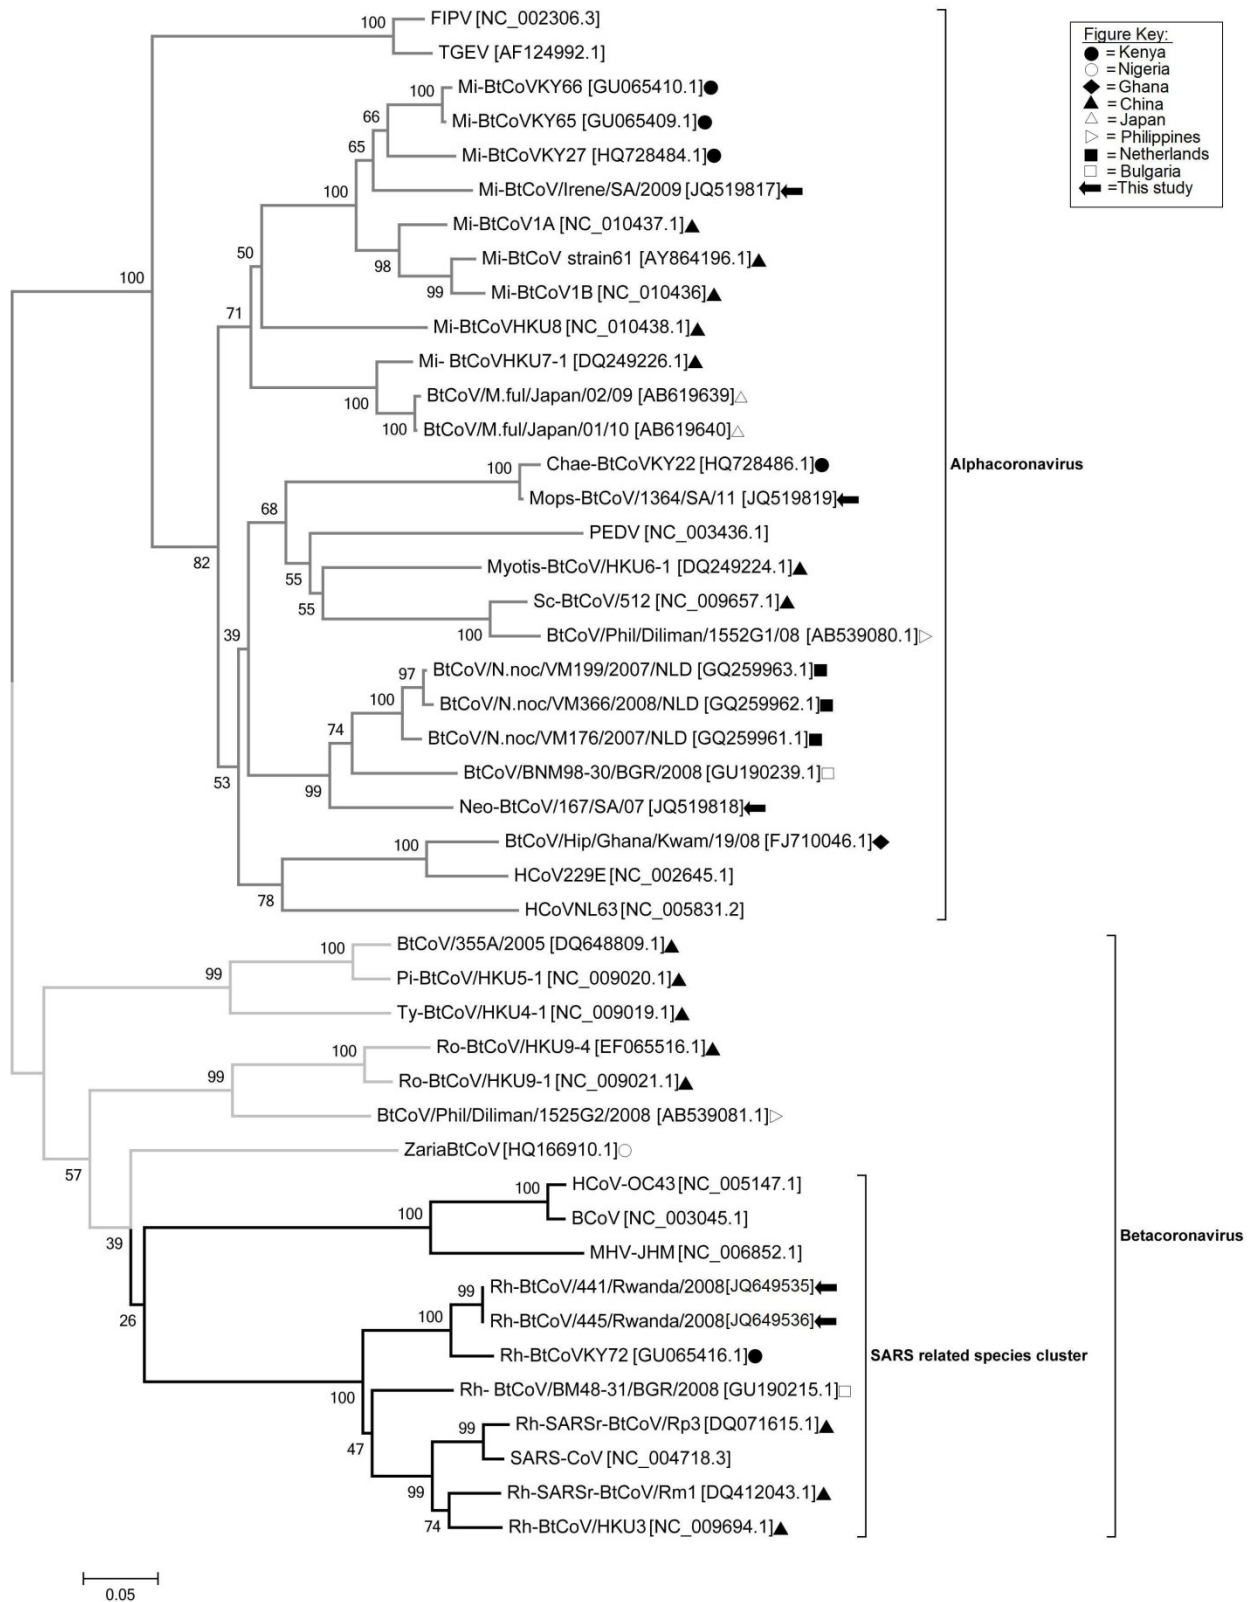 FIPV [NC_002306.3]
TGEV [AF124992.1]
Mi-BtCoVKY66 [GU065410.1]
Mi-BtCoVKY65 [GU065409.1]
Mi-BtCoVKY27 [HQ728484.1]
Mi-BtCoV/Irene/SA/2009 [JQ519817]
Mi-BtCoV1A [NC_010437.1]
Mi-BtCoV strain61 [AY864196.1]
Mi-BtCoV1B [NC_010436]
Mi-BtCoVHKU8 [NC_010438.1]
Mi- BtCoVHKU7-1 [DQ249226.1]
BtCoV/M.ful/Japan/02/09 [AB619639]
BtCoV/M.ful/Japan/01/10 [AB619640]
Chae-BtCoVKY22 [HQ728486.1]
Mops-BtCoV/1364/SA/11 [JQ519819]
PEDV [NC_003436.1]
Myotis-BtCoV/HKU6-1 [DQ249224.1]
Sc-BtCoV/512 [NC_009657.1]
BtCoV/Phil/Diliman/1552G1/08 [AB539080.1]
BtCoV/N.noc/VM199/2007/NLD [GQ259963.1]
BtCoV/N.noc/VM366/2008/NLD [GQ259962.1]
BtCoV/N.noc/VM176/2007/NLD [GQ259961.1]
BtCoV/BNM98-30/BGR/2008 [GU190239.1]
Neo-BtCoV/167/SA/07 [JQ519818]
BtCoV/Hip/Ghana/Kwam/19/08 [FJ710046.1]
HCoV229E [NC_002645.1]
HCoVNL63 [NC_005831.2]
BtCoV/355A/2005 [DQ648809.1]
Pi-BtCoV/HKU5-1 [NC_009020.1]
Ty-BtCoV/HKU4-1 [NC_009019.1]
Ro-BtCoV/HKU9-4 [EF065516.1]
Ro-BtCoV/HKU9-1 [NC_009021.1]
BtCoV/Phil/Diliman/1525G2/2008 [AB539081.1]
ZariaBtCoV [HQ166910.1]
HCoV-OC43 [NC_005147.1]
BCoV [NC_003045.1]
MHV-JHM [NC_006852.1]
Rh-BtCoV/441/Rwanda/2008[JQ649535]
Rh-BtCoV/445/Rwanda/2008[JQ649536]
Rh-BtCoVKY72 [GU065416.1]
Rh- BtCoV/BM48-31/BGR/2008 [GU190215.1]
Rh-SARSr-BtCoV/Rp3 [DQ071615.1]
SARS-CoV [NC_004718.3]
Rh-SARSr-BtCoV/Rm1 [DQ412043.1]
Rh-BtCoV/HKU3 [NC_009694.1]
100
100
66
65
100
98
99
50
71
100
100
100
100
68
55
55
100
82
39
97
100
74
99
53
100
78
100
99
100
99
57
39
100
100
26
99
100
100
47
99
99
74
0.05
Alphacoronavirus
Betacoronavirus
SARS related species cluster
Figure Key:
= Kenya
= Nigeria
= Ghana
= China
= Japan
= Philippines
= Netherlands
= Bulgaria
=This study